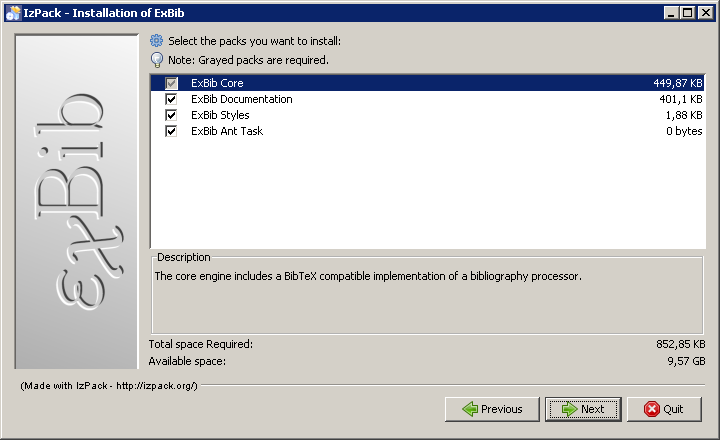 IzPack - Installation of ExBib
εχBib
Select the packs you want to install:
Note: Grayed packs are required.
ExBib Core 449,87 KB
ExBib Documentation 401,1 KB
ExBib Styles 1,88 KB
ExBib Ant Task 0 bytes
Description
The core engine includes a BibTeX compatible implementation of a bibliography processor.
Total space Required: 852,85 KB
Available space: 9,57 GB
(Made with IzPack - http://izpack.org/)
Previous Next Quit